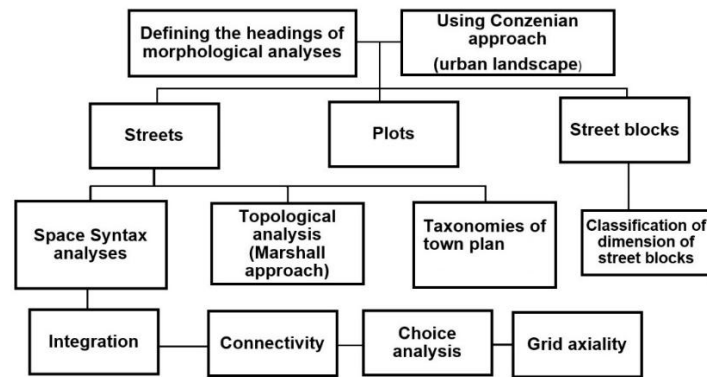 Defining the headings of
morphological analyses
Using Conzenian
approach
(urban landscape)
Streets
Plots
Street blocks
Space Syntax
analyses
Topological
analysis
(Marshall
approach)
Taxonomies of
town plan
Classification of
dimension of
street blocks
Integration
Connectivity
Choice
analysis
Grid axiality